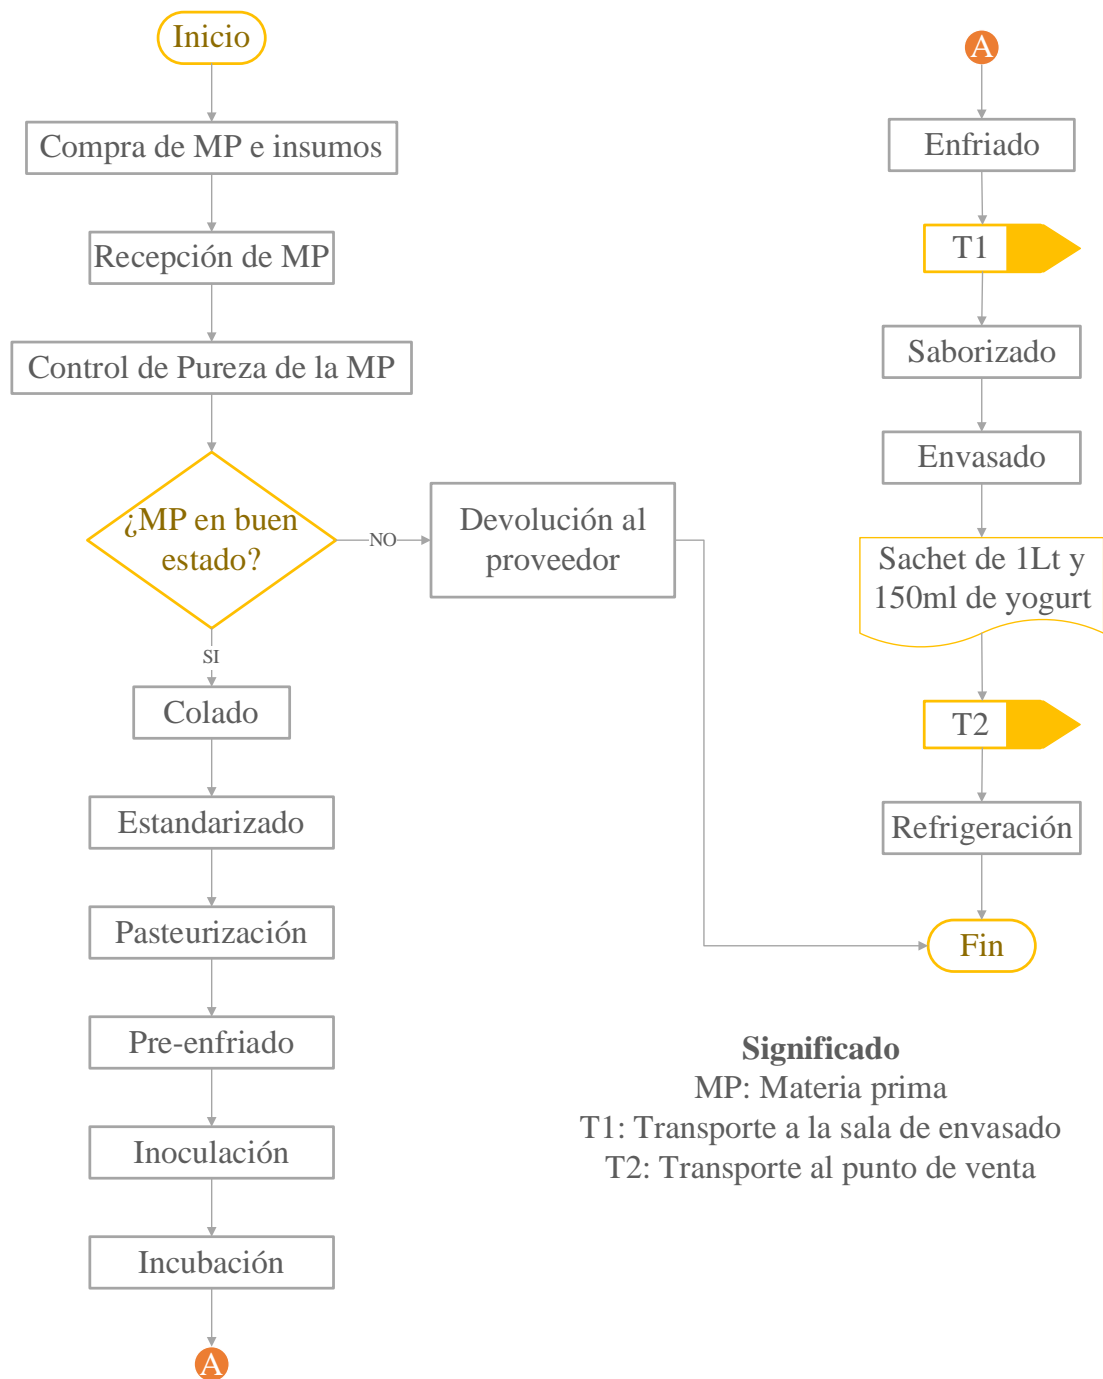 Inicio
Compra de MP e insumos
Recepción de MP
Control de Pureza de la MP
¿MP en buen
estado?
NO
Devolución al
proveedor
SI
Colado
Estandarizado
Pasteurización
Pre-enfriado
Inoculación
Incubación
A
A
Enfriado
T1
Saborizado
Envasado
Sachet de 1Lt y
150ml de yogurt
T2
Refrigeración
Fin
Significado
MP: Materia prima
T1: Transporte a la sala de envasado
T2: Transporte al punto de venta